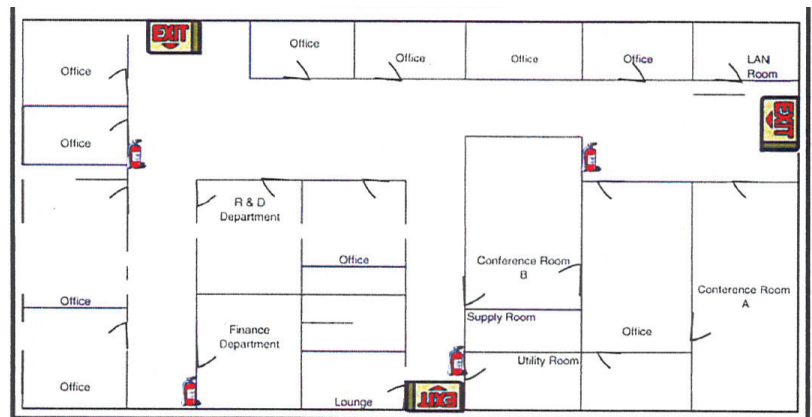 EXIT
Office
Office
Office
Office
LAN
Room
Office
Office
EXIT
R & D
Department
Office
Conference Room
B
Conference Room
A
Office
Supply Room
Finance
Department
Office
Utility Room
Office
Lounge
EXIT